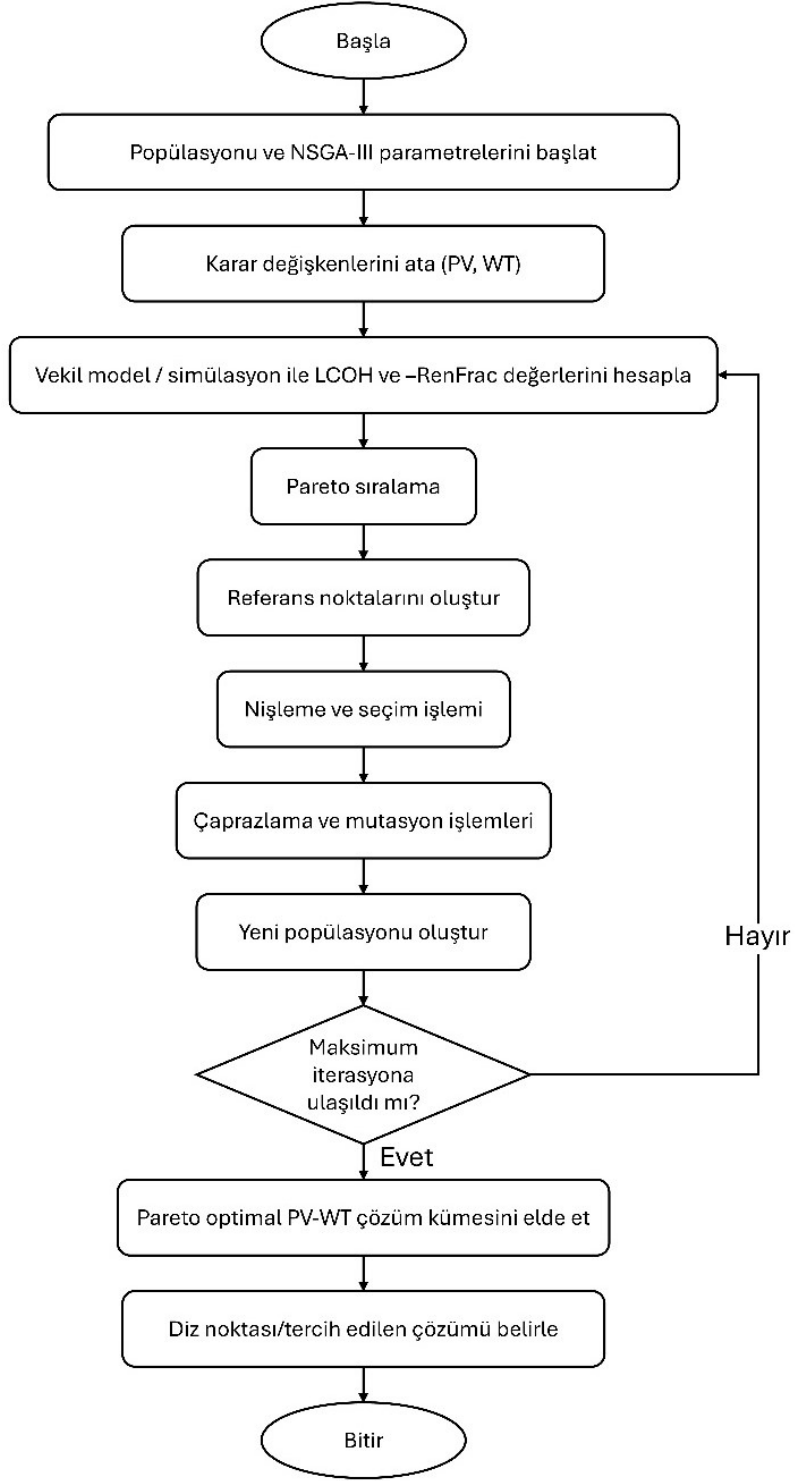 Başla
Popülasyonu ve NSGA-III parametrelerini başlat
Karar değişkenlerini ata (PV, WT)
Vekil model / simülasyon ile LCOH ve –RenFrac değerlerini hesapla
Pareto sıralama
Referans noktalarını oluştur
Nişleme ve seçim işlemi
Çaprazlama ve mutasyon işlemleri
Yeni popülasyonu oluştur
Hayır
Maksimum
iterasyona
ulaşıldı mı?
Evet
Pareto optimal PV-WT çözüm kümesini elde et
Diz noktası/tercih edilen çözümü belirle
Bitir